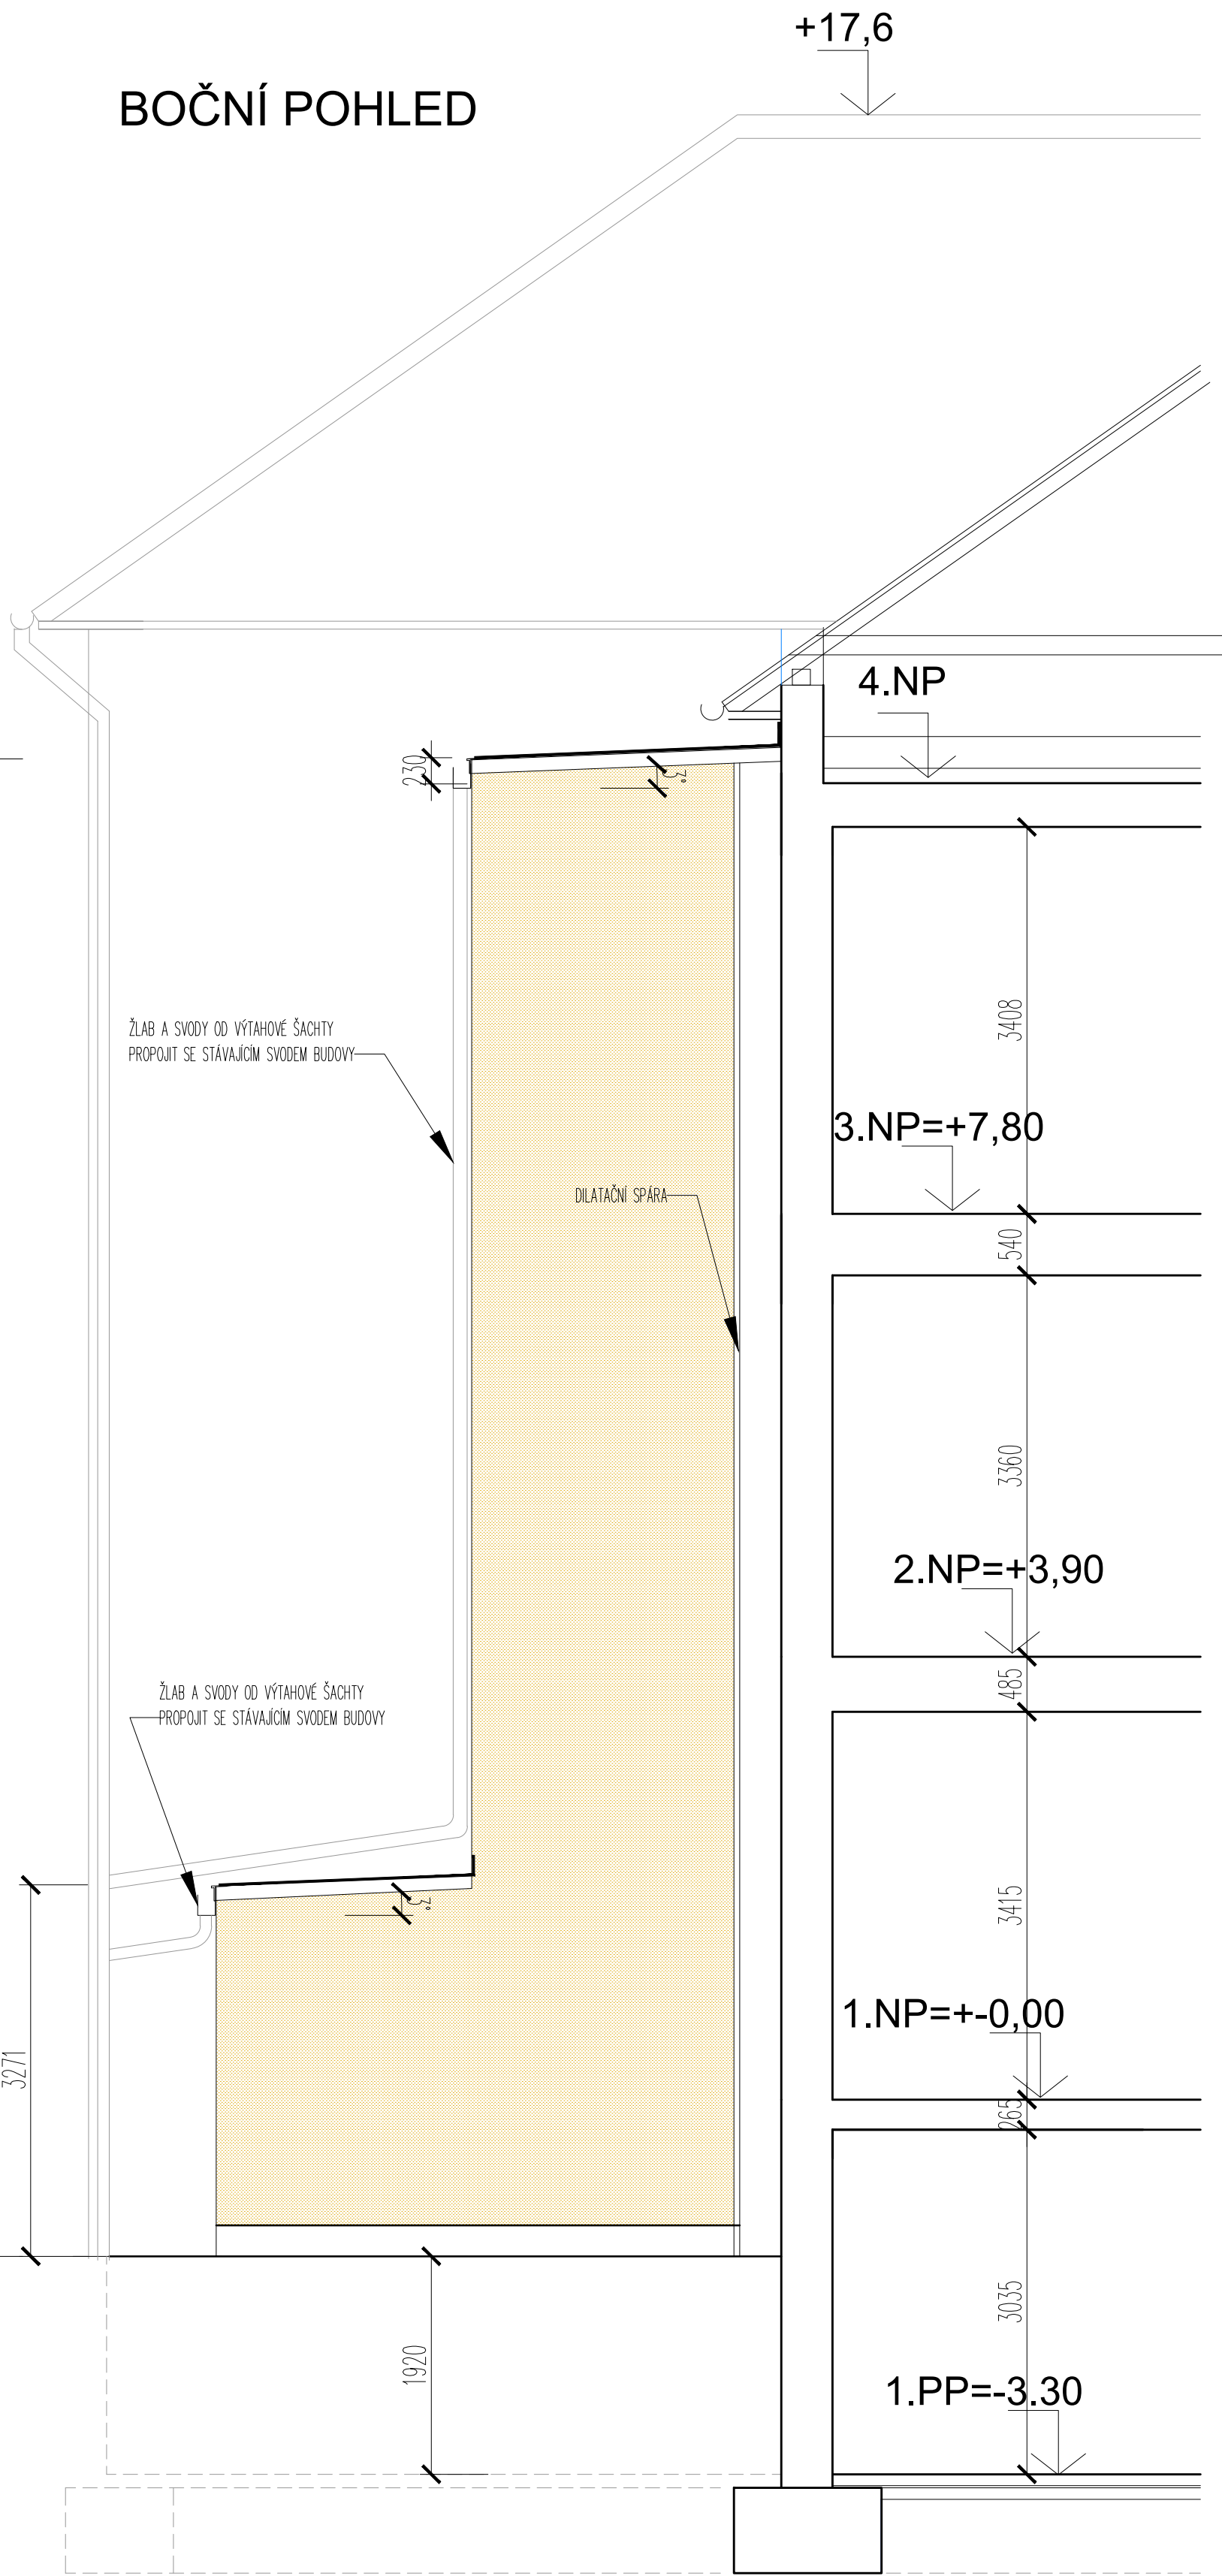 +17,6
BOČNÍ POHLED
4.NP
230
3°
ŽLAB A SVODY OD VÝTAHOVÉ ŠACHTY
PROPOJIT SE STÁVAJÍCÍM SVODEM BUDOVY
3408
3.NP=+7,80
DILATAČNÍ SPÁRA
540
3360
2.NP=+3,90
485
ŽLAB A SVODY OD VÝTAHOVÉ ŠACHTY
PROPOJIT SE STÁVAJÍCÍM SVODEM BUDOVY
3°
3415
1.NP=+-0,00
3271
265
3035
1920
1.PP=-3.30